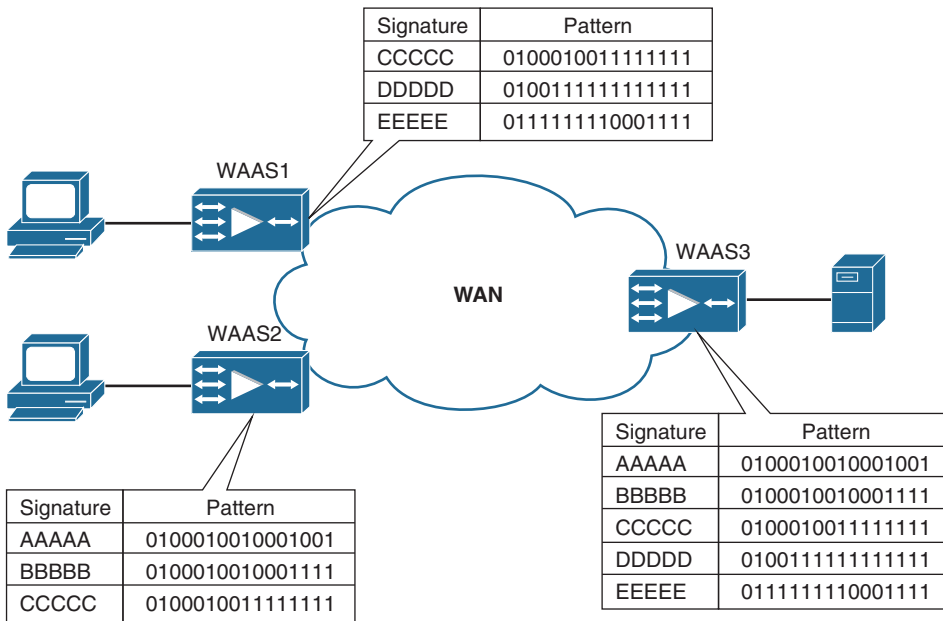 Signature Pattern
CCCCC 0100010011111111
DDDDD 0100111111111111
EEEEE 0111111110001111
WAAS1
WAAS3
WAN
WAAS2
Signature Pattern
AAAAA 0100010010001001
BBBBB 0100010010001111
CCCCC 0100010011111111
Signature Pattern
AAAAA 0100010010001001
BBBBB 0100010010001111
CCCCC 0100010011111111
DDDDD 0100111111111111
EEEEE 0111111110001111